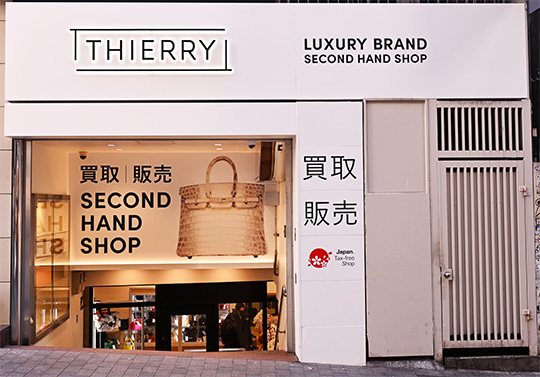 THIERRY
LUXURY BRAND
SECOND HAND SHOP
買取|販売
SECOND
HAND
SHOP
買取
販売
Japan.
Tax-free
Shop